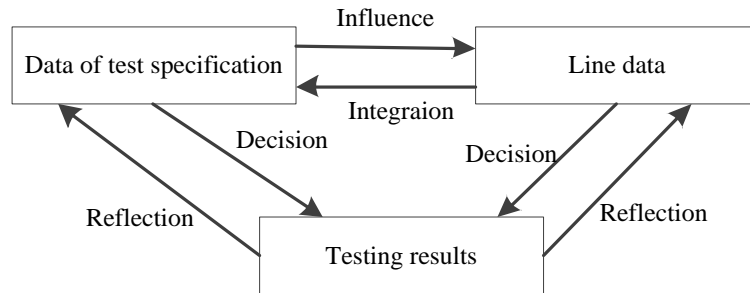 Influence
Data of test specification
Line data
Integraion
Decision
Decision
Reflection
Reflection
Testing results